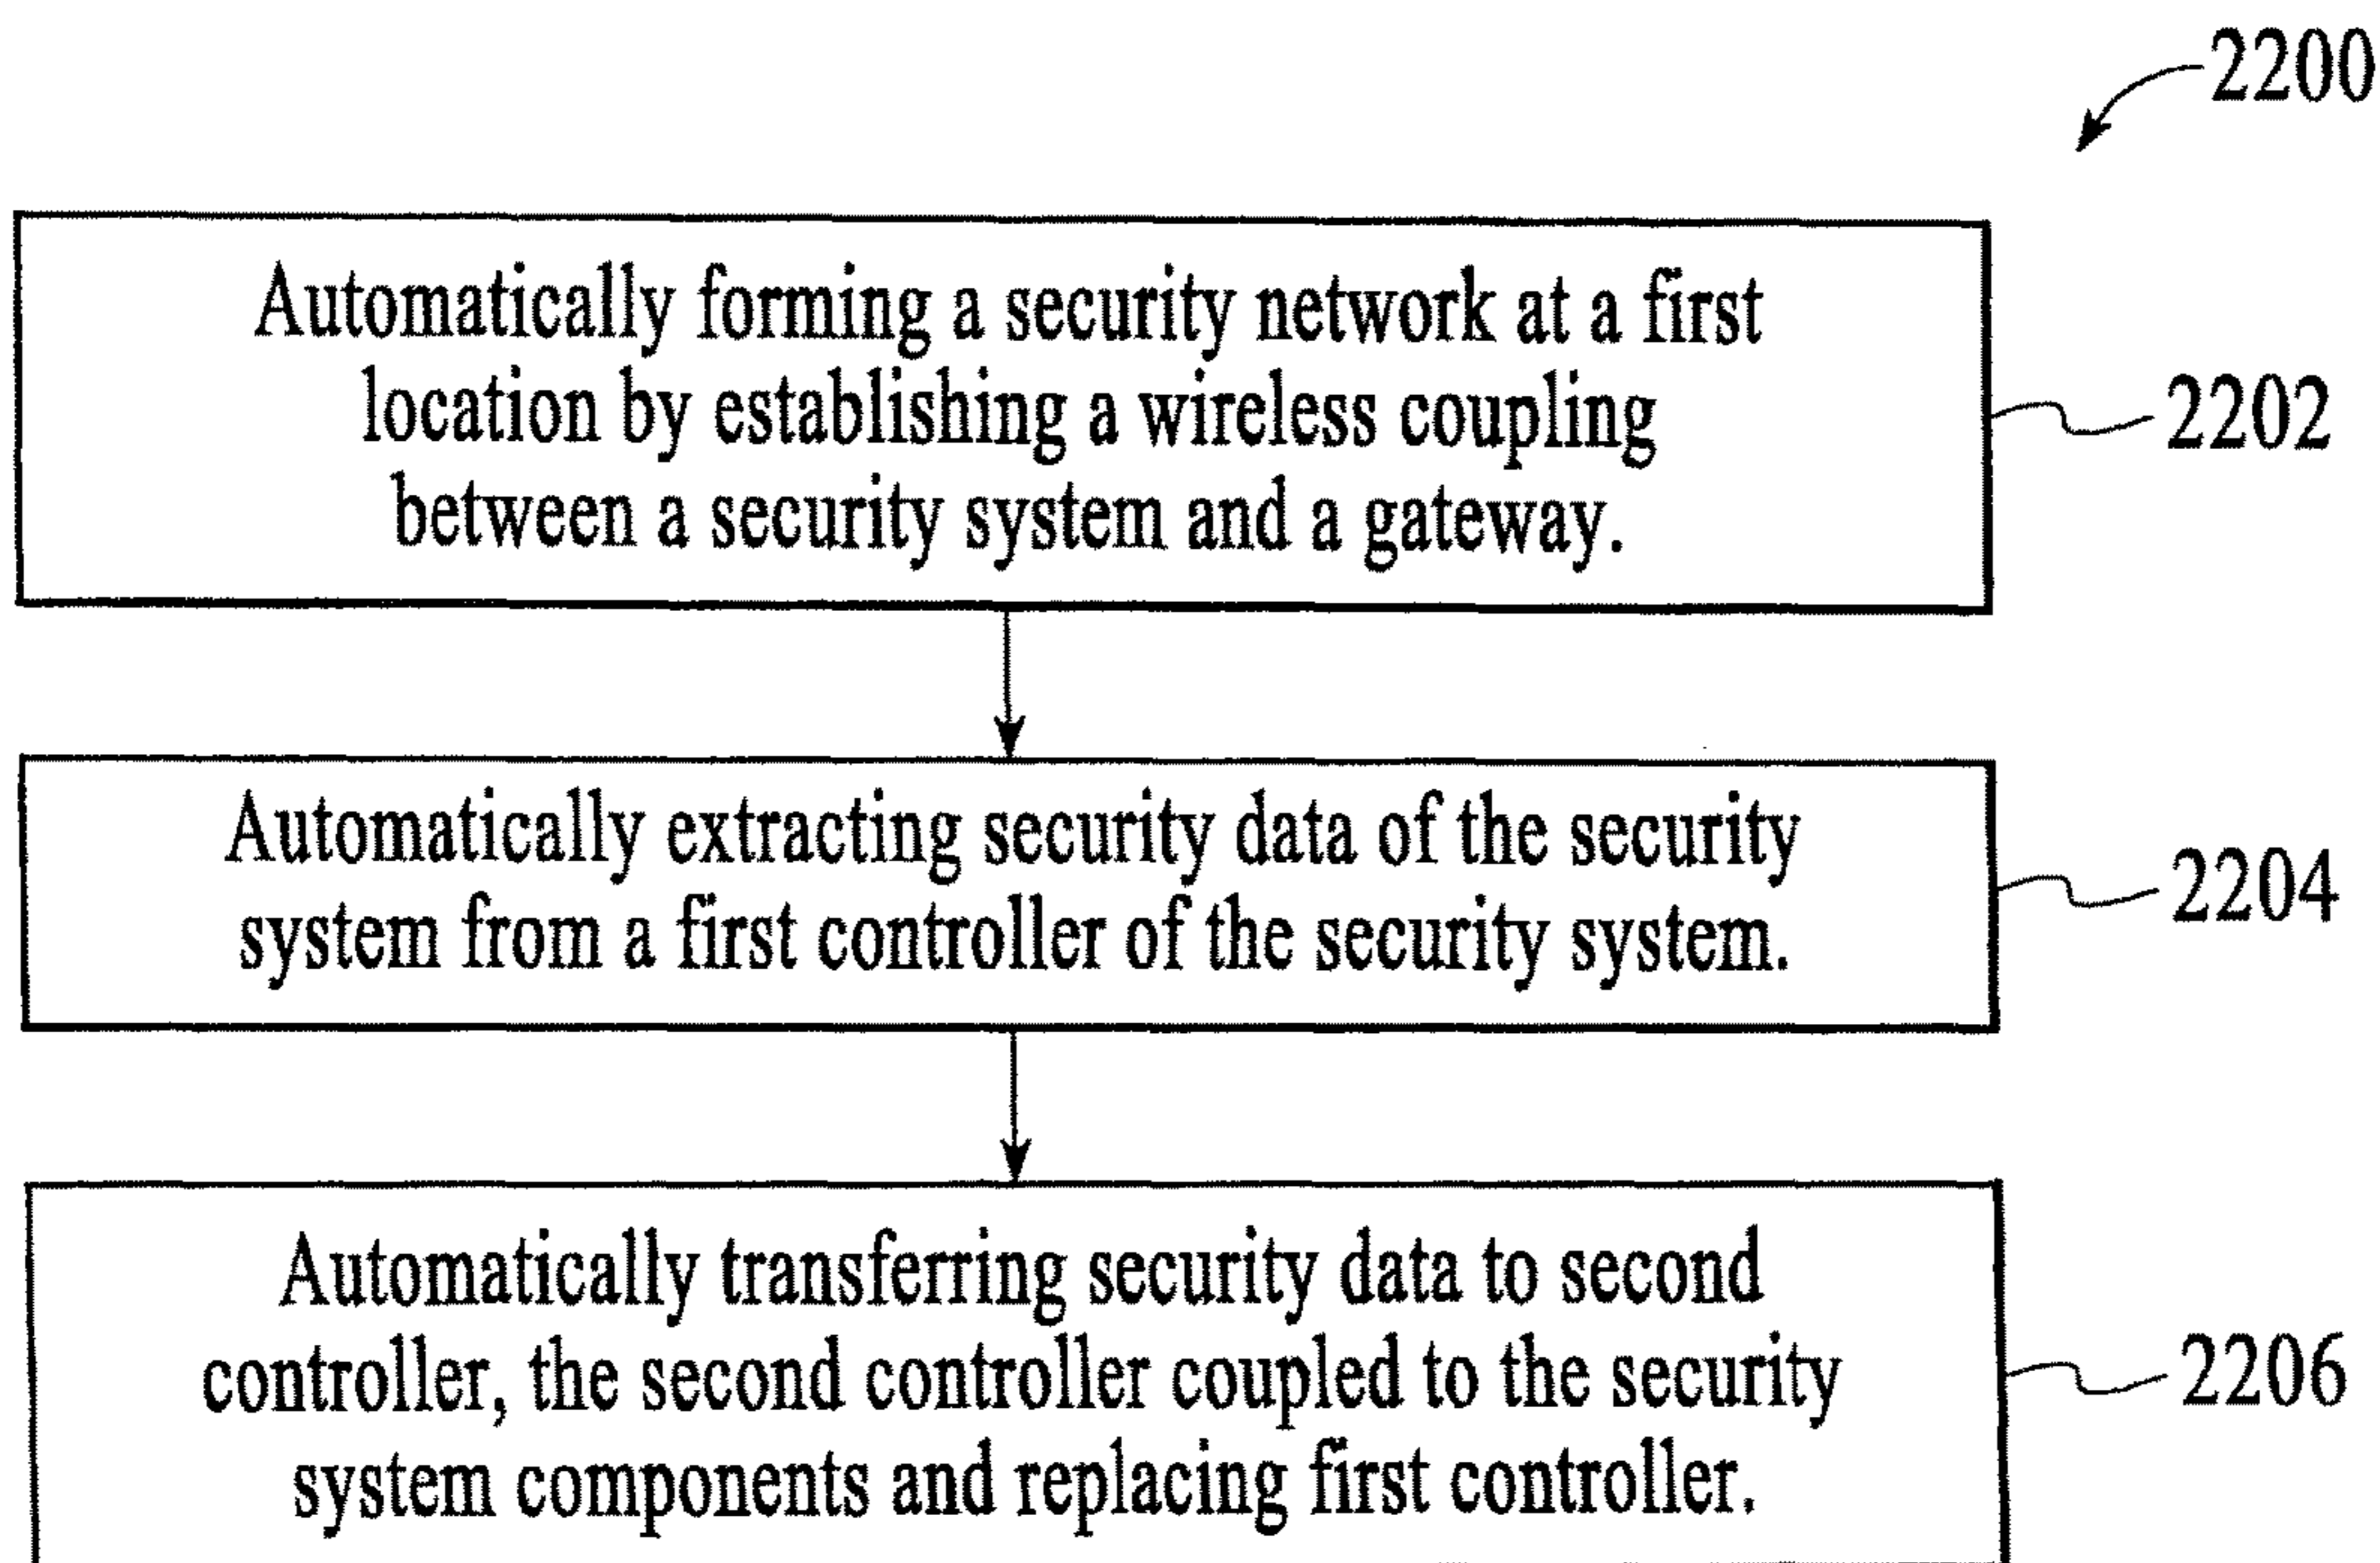 2200
Automatically forming a security network at a first
location by establishing a wireless coupling
between a security system and a gateway.
2202
Automatically extracting security data of the security
system from a first controller of the security system.
2204
Automatically transferring security data to second
controller, the second controller coupled to the security
system components and replacing first controller.
2206